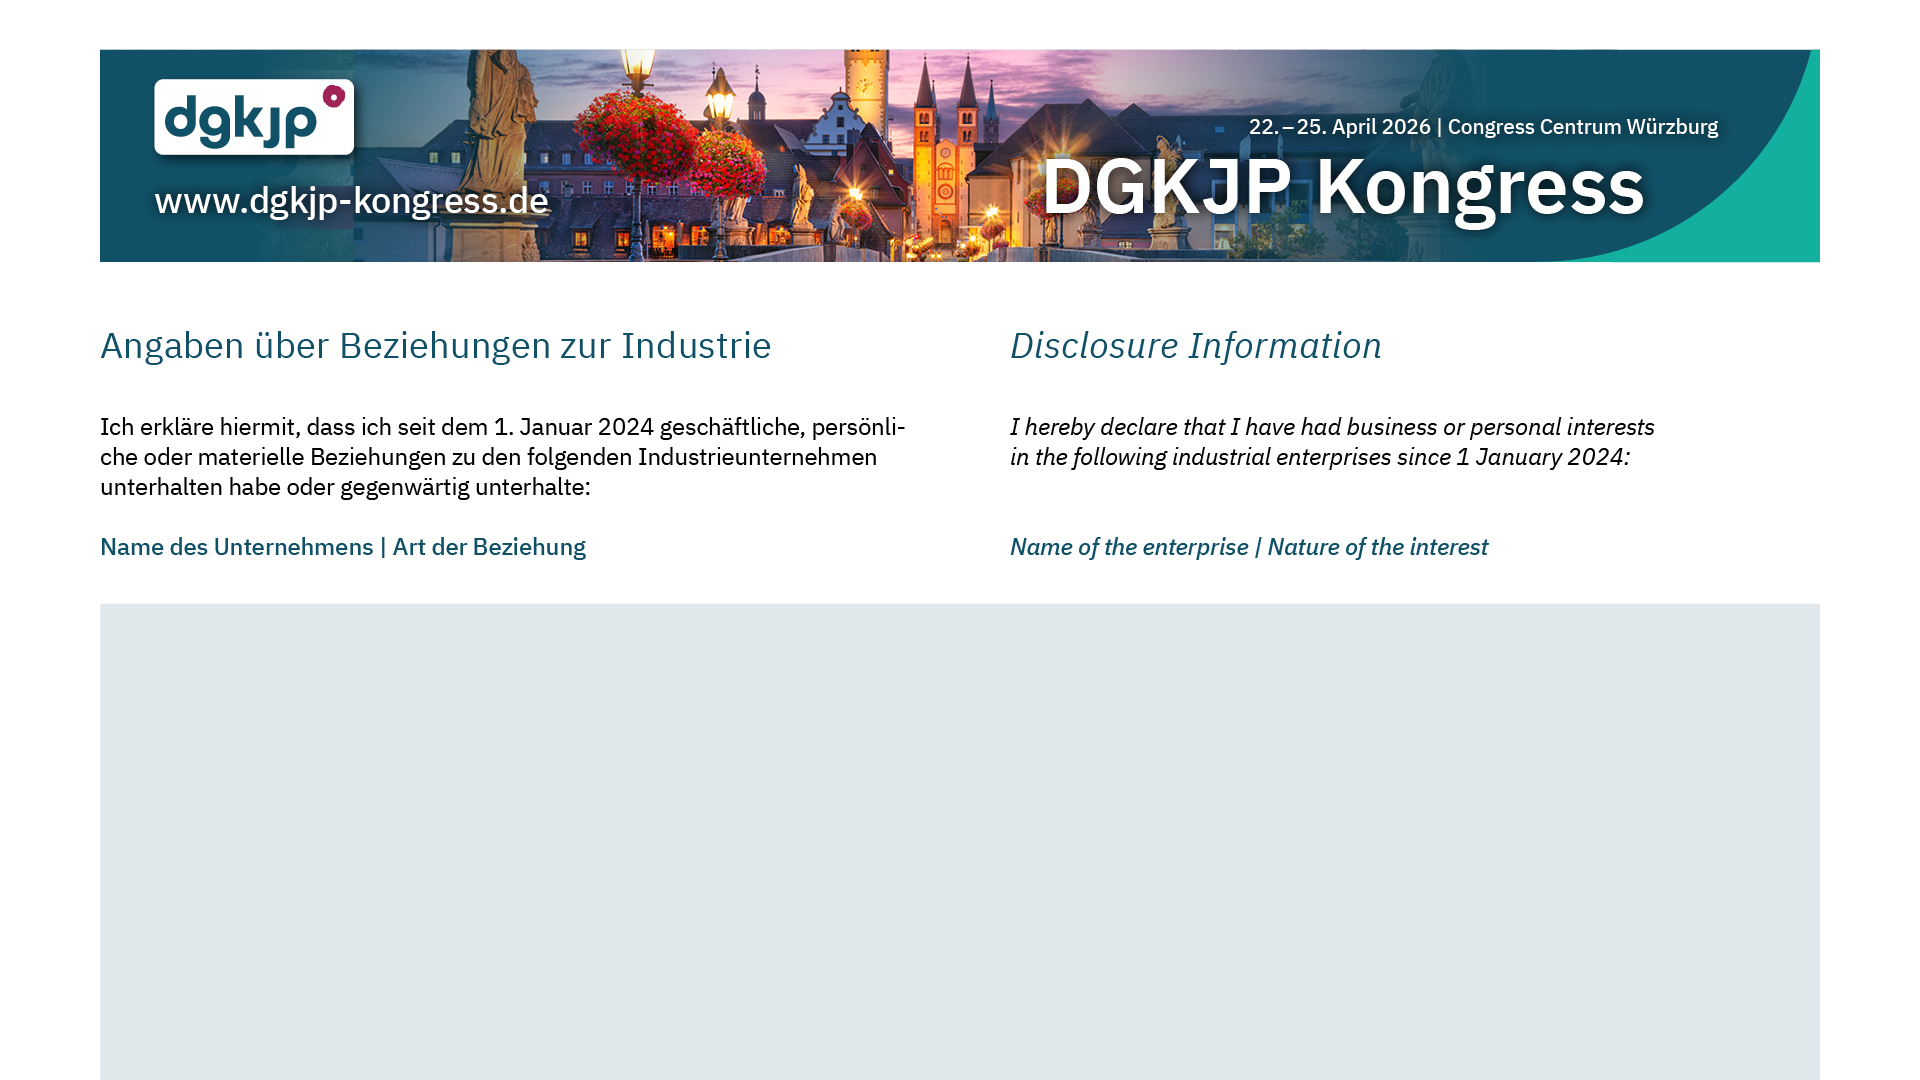 dgkjp
www.dgkjp-kongress.de
22. – 25. April 2026 | Congress Centrum Würzburg
DGKJP Kongress
Angaben über Beziehungen zur Industrie
Ich erkläre hiermit, dass ich seit dem 1. Januar 2024 geschäftliche, persönli-
che oder materielle Beziehungen zu den folgenden Industrieunternehmen
unterhalten habe oder gegenwärtig unterhalte:
Name des Unternehmens | Art der Beziehung
Disclosure Information
I hereby declare that I have had business or personal interests
in the following industrial enterprises since 1 January 2024:
Name of the enterprise | Nature of the interest